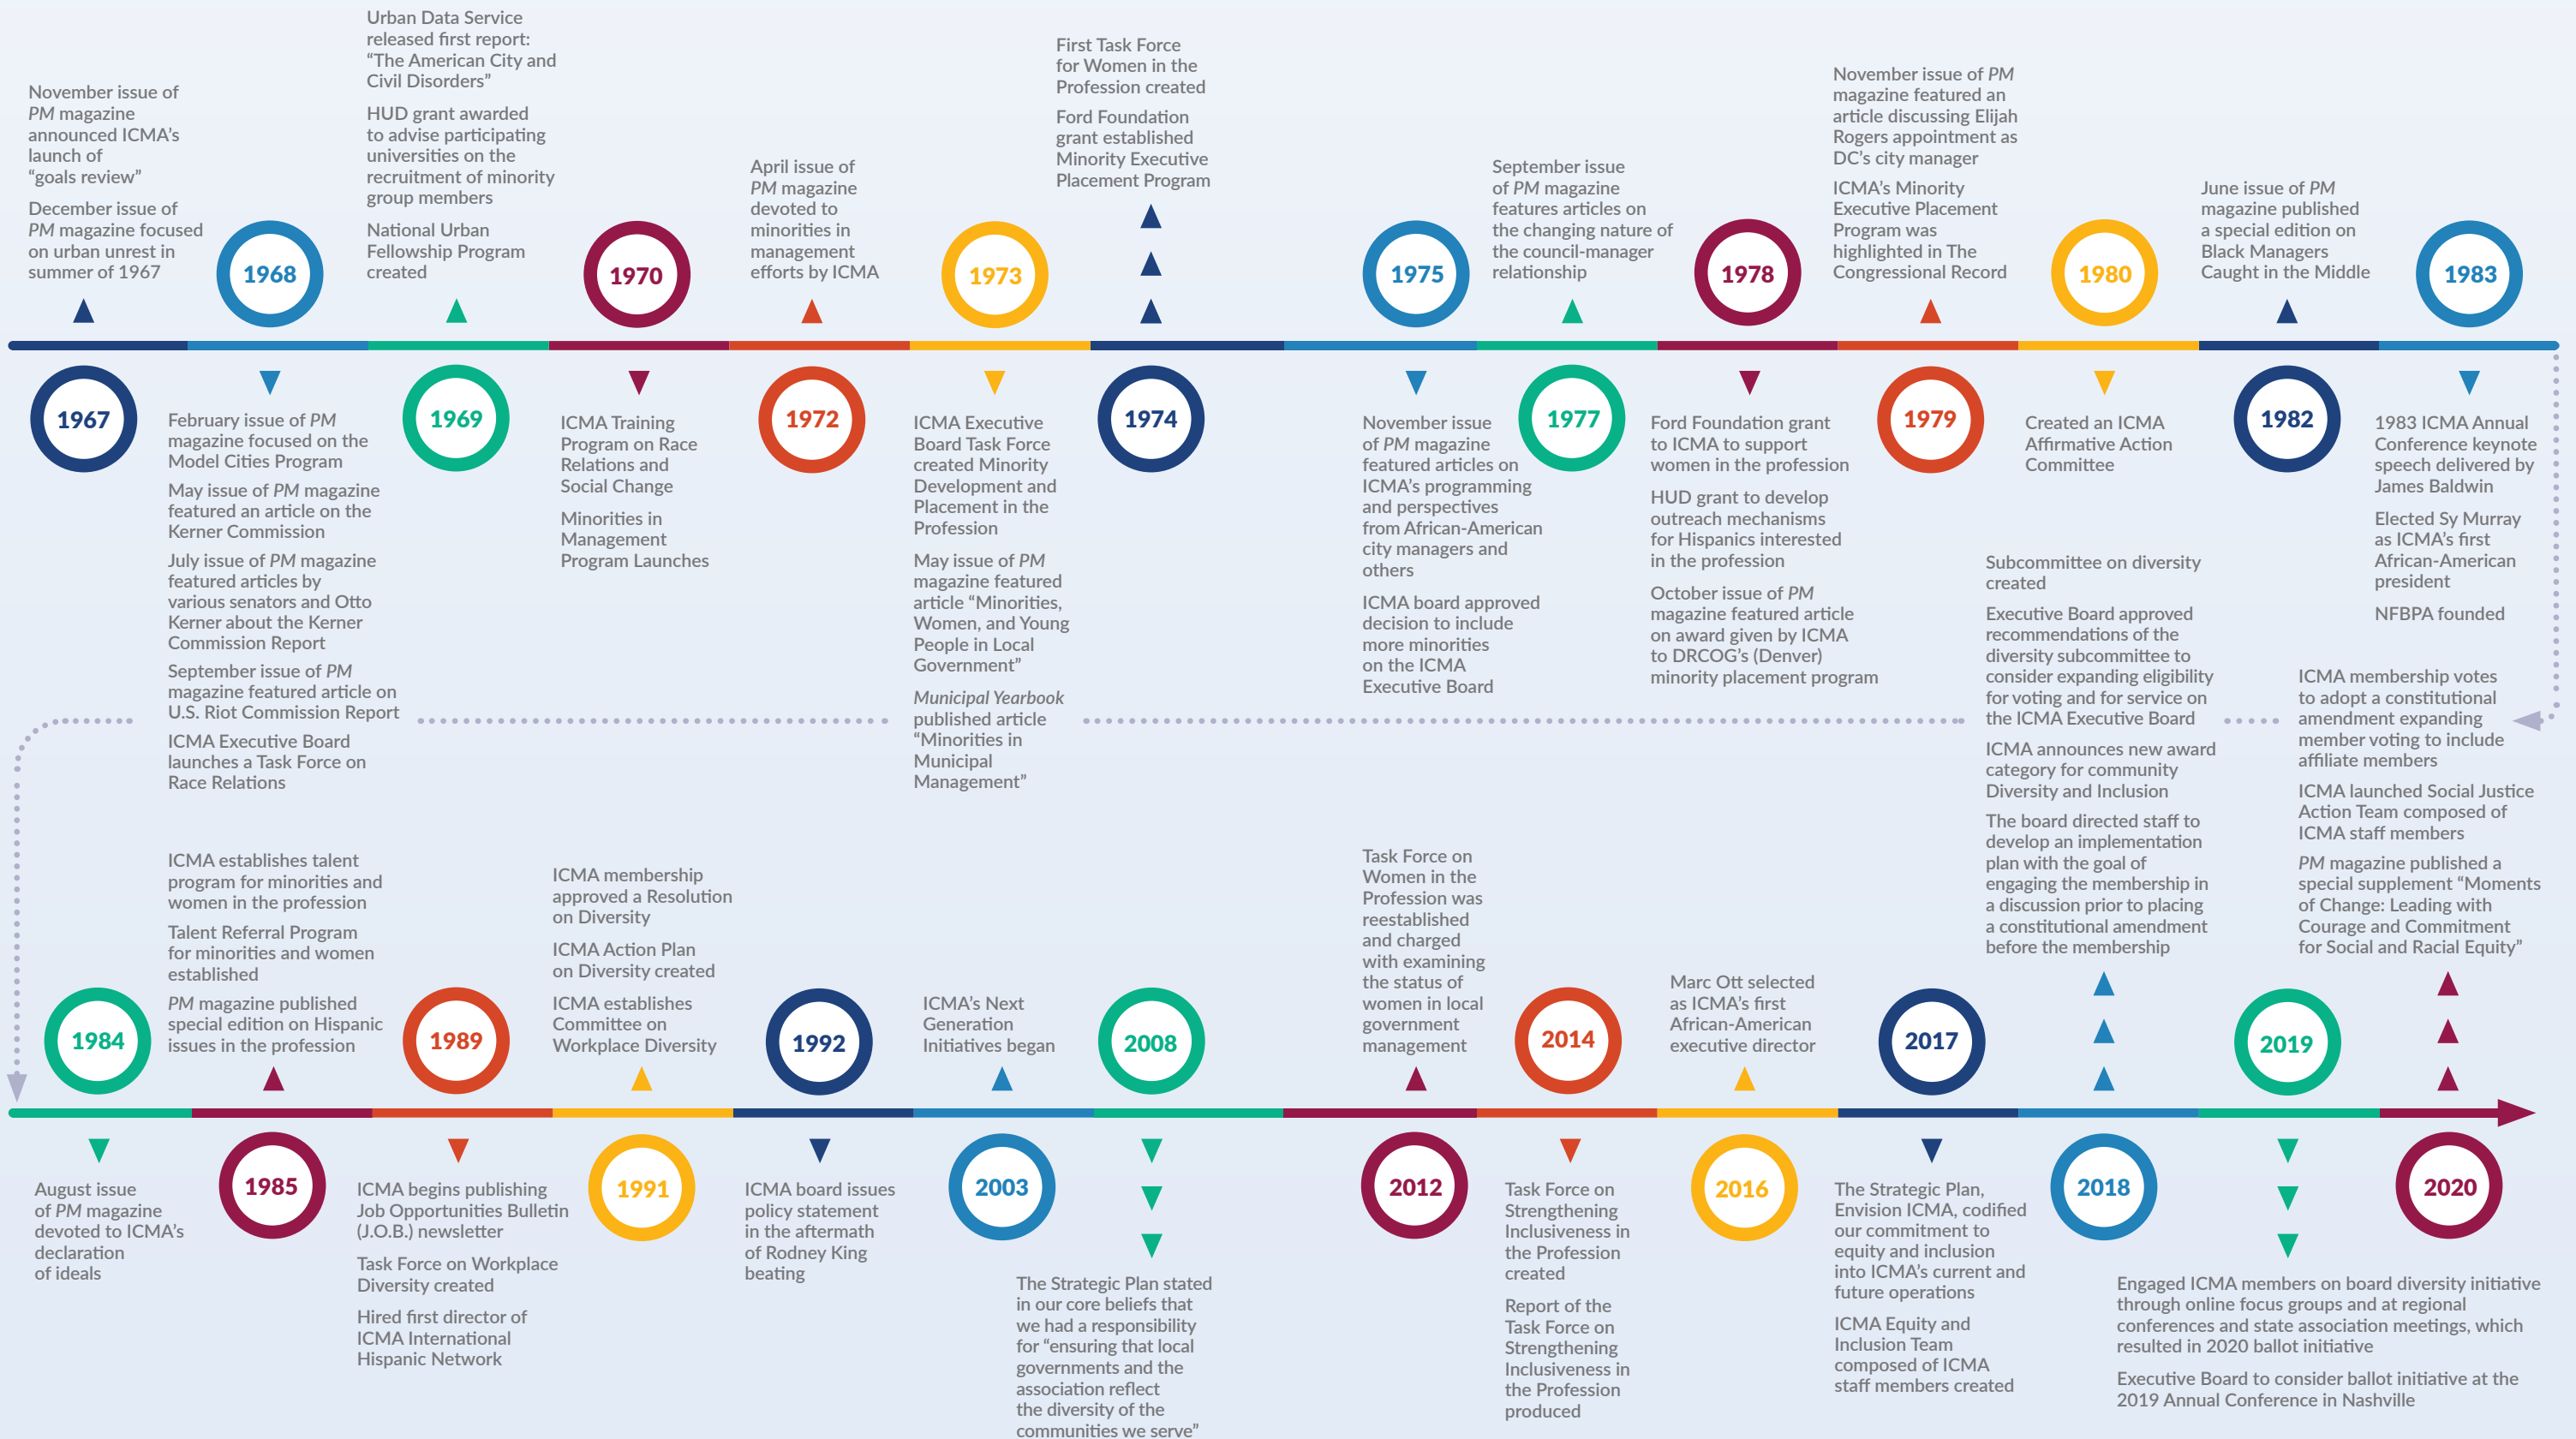 1967
November issue of
PM magazine
announced ICMA’s
launch of
“goals review”
December issue of
PM magazine focused
on urban unrest in
summer of 1967
1968
February issue of PM
magazine focused on the
Model Cities Program
May issue of PM magazine
featured an article on the
Kerner Commission
July issue of PM magazine
featured articles by
various senators and Otto
Kerner about the Kerner
Commission Report
September issue of PM
magazine featured article on
U.S. Riot Commission Report
ICMA Executive Board
launches a Task Force on
Race Relations
1969
Urban Data Service
released first report:
“The American City and
Civil Disorders”
HUD grant awarded
to advise participating
universities on the
recruitment of minority
group members
National Urban
Fellowship Program
created
1970
ICMA Training
Program on Race
Relations and
Social Change
Minorities in
Management
Program Launches
1972
April issue of
PM magazine
devoted to
minorities in
management
efforts by ICMA
1973
ICMA Executive
Board Task Force
created Minority
Development and
Placement in the
Profession
May issue of PM
magazine featured
article “Minorities,
Women, and Young
People in Local
Government”
Municipal Yearbook
published article
“Minorities in
Municipal
Management”
1974
First Task Force
for Women in the
Profession created
Ford Foundation
grant established
Minority Executive
Placement Program
1975
November issue
of PM magazine
featured articles on
ICMA’s programming
and perspectives
from African-American
city managers and
others
ICMA board approved
decision to include
more minorities
on the ICMA
Executive Board
1977
September issue
of PM magazine
features articles on
the changing nature of
the council-manager
relationship
1978
Ford Foundation grant
to ICMA to support
women in the profession
HUD grant to develop
outreach mechanisms
for Hispanics interested
in the profession
October issue of PM
magazine featured article
on award given by ICMA
to DRCOG’s (Denver)
minority placement program
1979
November issue of PM
magazine featured an
article discussing Elijah
Rogers appointment as
DC’s city manager
ICMA’s Minority
Executive Placement
Program was
highlighted in The
Congressional Record
1980
Created an ICMA
Affirmative Action
Committee
1982
June issue of PM
magazine published
a special edition on
Black Managers
Caught in the Middle
1983
1983 ICMA Annual
Conference keynote
speech delivered by
James Baldwin
Elected Sy Murray
as ICMA’s first
African-American
president
NFBPA founded
1984
August issue
of PM magazine
devoted to ICMA’s
declaration
of ideals
1985
ICMA establishes talent
program for minorities and
women in the profession
Talent Referral Program
for minorities and women
established
PM magazine published
special edition on Hispanic
issues in the profession
1989
ICMA begins publishing
Job Opportunities Bulletin
(J.O.B.) newsletter
Task Force on Workplace
Diversity created
Hired first director of
ICMA International
Hispanic Network
1991
ICMA membership
approved a Resolution
on Diversity
ICMA Action Plan
on Diversity created
ICMA establishes
Committee on
Workplace Diversity
1992
ICMA board issues
policy statement
in the aftermath
of Rodney King
beating
2003
ICMA’s Next
Generation
Initiatives began
2008
The Strategic Plan stated
in our core beliefs that
we had a responsibility
for “ensuring that local
governments and the
association reflect
the diversity of the
communities we serve”
2012
Task Force on
Women in the
Profession was
reestablished
and charged
with examining
the status of
women in local
government
management
2014
Task Force on
Strengthening
Inclusiveness in
the Profession
created
Report of the
Task Force on
Strengthening
Inclusiveness in
the Profession
produced
2016
Marc Ott selected
as ICMA’s first
African-American
executive director
2017
The Strategic Plan,
Envision ICMA, codified
our commitment to
equity and inclusion
into ICMA’s current and
future operations
ICMA Equity and
Inclusion Team
composed of ICMA
staff members created
2018
Subcommittee on diversity
created
Executive Board approved
recommendations of the
diversity subcommittee to
consider expanding eligibility
for voting and for service on
the ICMA Executive Board
ICMA announces new award
category for community
Diversity and Inclusion
The board directed staff to
develop an implementation
plan with the goal of
engaging the membership in
a discussion prior to placing
a constitutional amendment
before the membership
2019
Engaged ICMA members on board diversity initiative
through online focus groups and at regional
conferences and state association meetings, which
resulted in 2020 ballot initiative
Executive Board to consider ballot initiative at the
2019 Annual Conference in Nashville
2020
ICMA membership votes
to adopt a constitutional
amendment expanding
member voting to include
affiliate members
ICMA launched Social Justice
Action Team composed of
ICMA staff members
PM magazine published a
special supplement “Moments
of Change: Leading with
Courage and Commitment
for Social and Racial Equity”